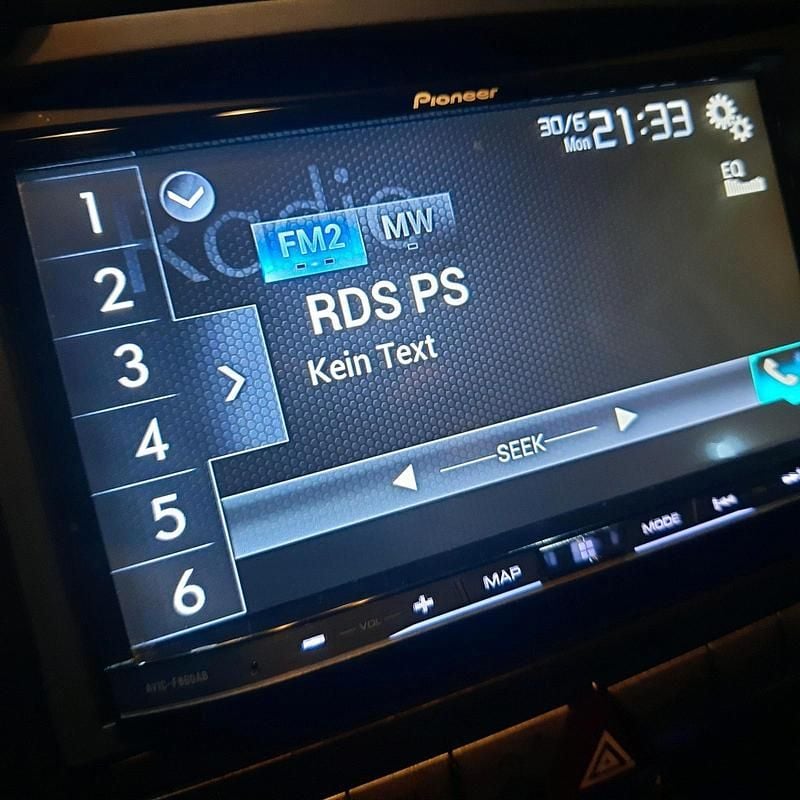 Pioneer
30/6
Mon
21:33
EQ
Radio
FM2
MW
RDS PS
Kein Text
1
2
3
4
5
6
SEEK
MODE
MAP
VOL